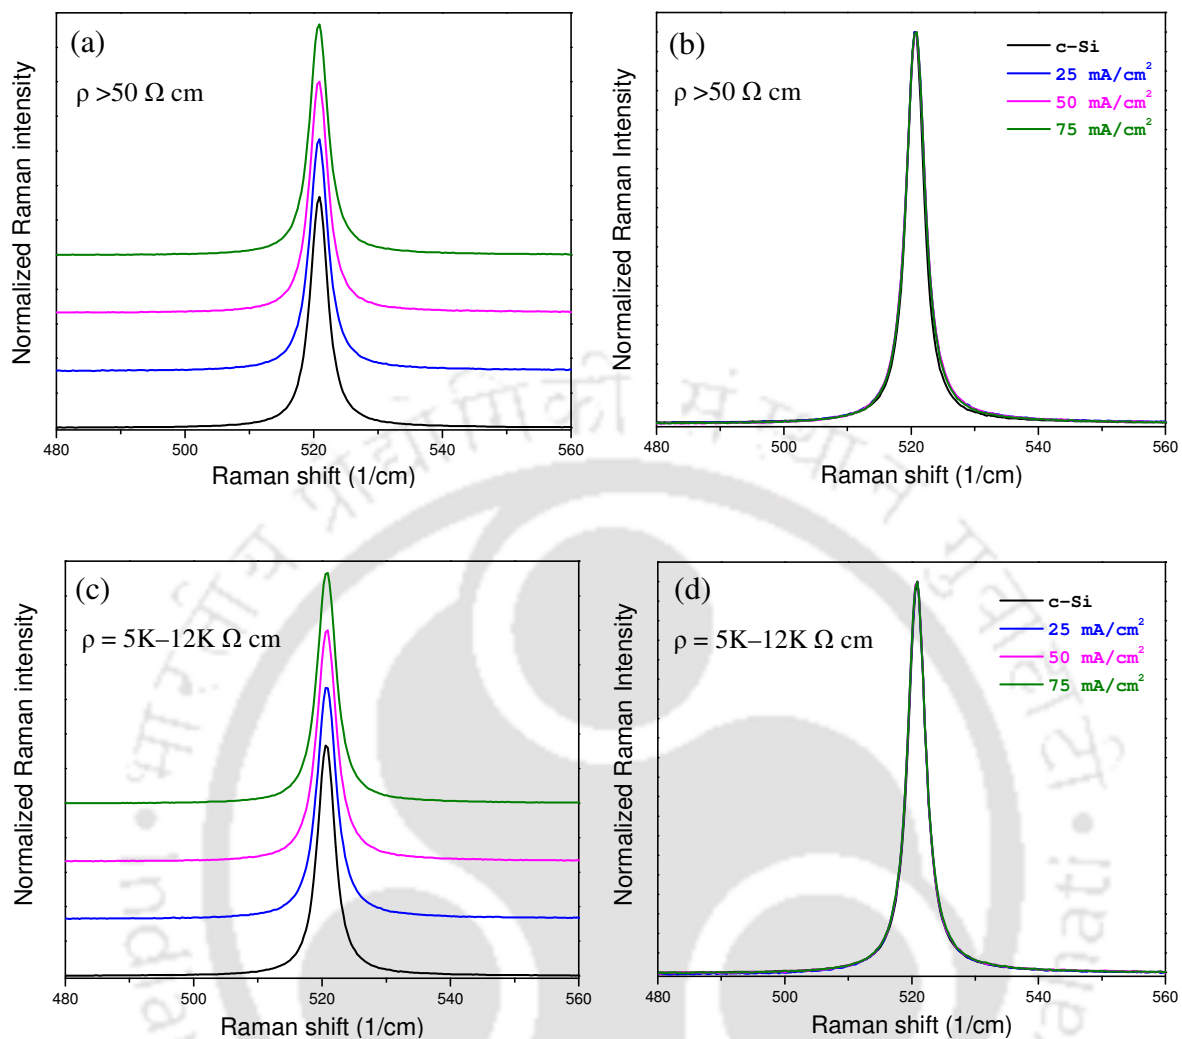 (a)
ρ >50 Ω cm
Normalized Raman intensity
480 500 520 540 560
Raman shift (1/cm)
(b)
ρ >50 Ω cm
c-Si
25 mA/cm²
50 mA/cm²
75 mA/cm²
Normalized Raman Intensity
480 500 520 540 560
Raman shift (1/cm)
(c)
ρ = 5K–12K Ω cm
Normalized Raman intensity
480 500 520 540 560
Raman shift (1/cm)
(d)
ρ = 5K–12K Ω cm
c-Si
25 mA/cm²
50 mA/cm²
75 mA/cm²
Normalized Raman Intensity
480 500 520 540 560
Raman shift (1/cm)